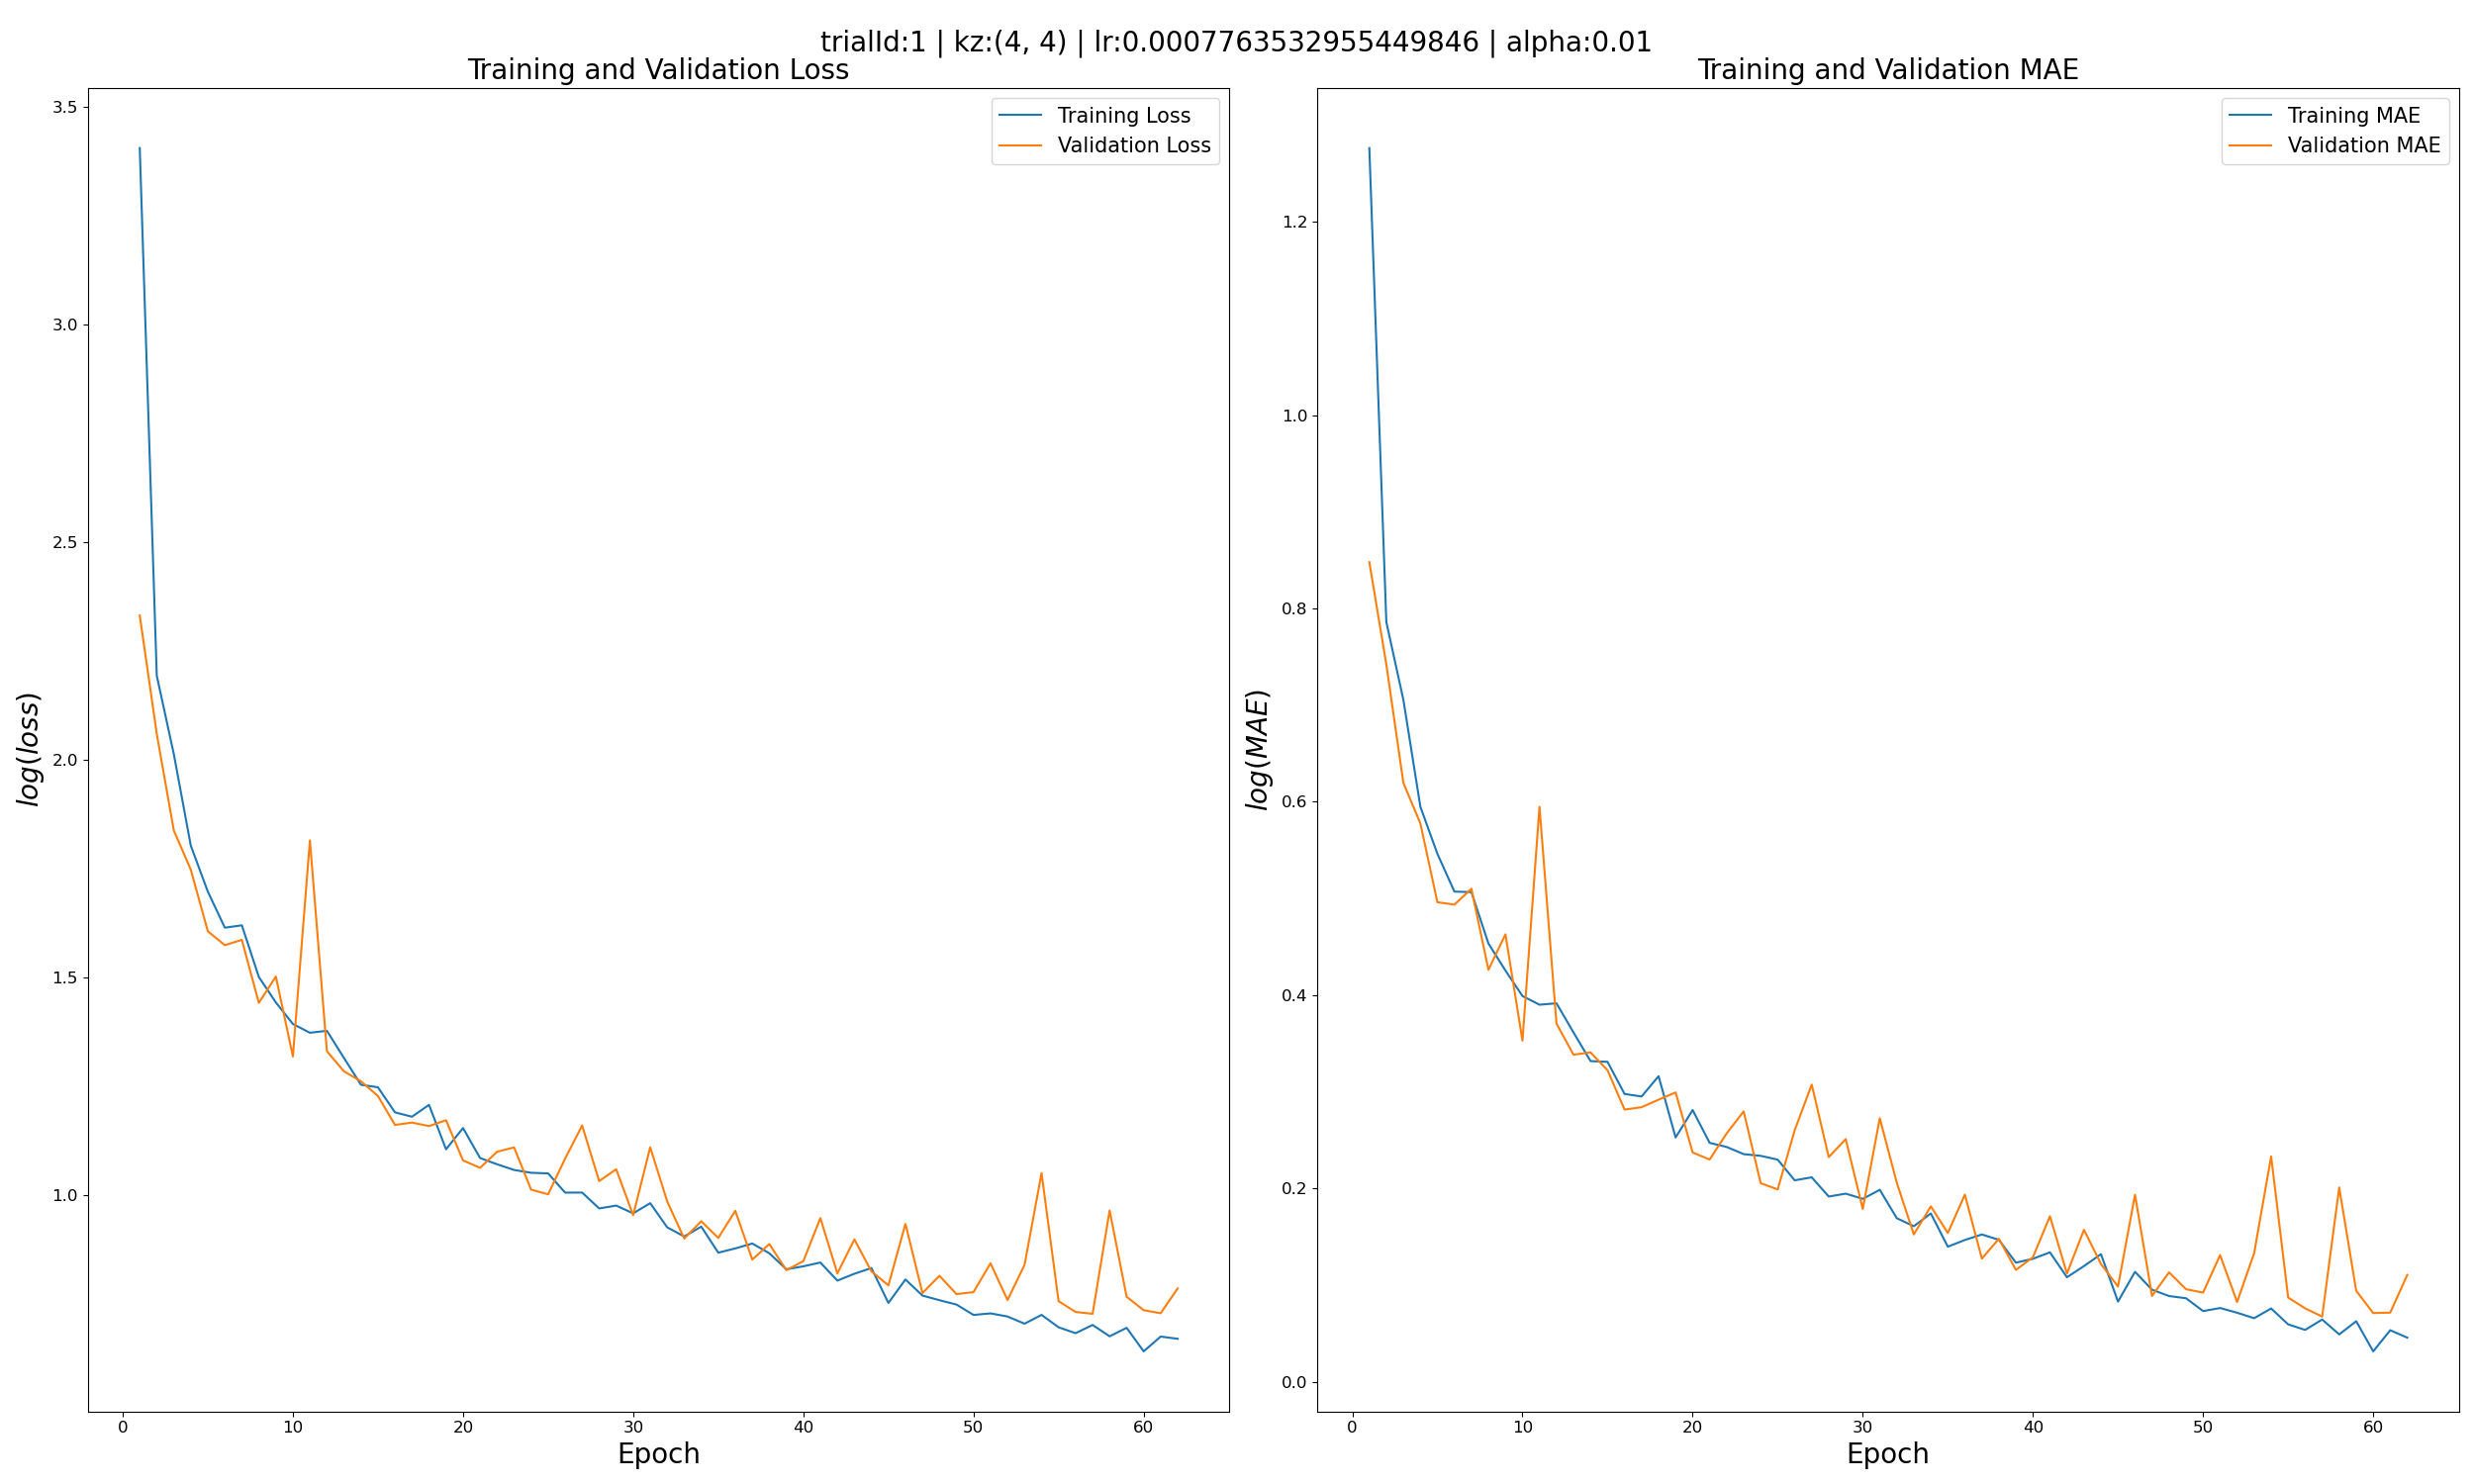 trialId:1 | kz:(4, 4) | lr:0.0007763532955449846 | alpha:0.01
Training and Validation Loss
3.5
3.0
2.5
2.0
1.5
1.0
log(loss)
Training Loss
Validation Loss
0 10 20 30 40 50 60
Epoch
Training and Validation MAE
1.2
1.0
0.8
0.6
0.4
0.2
0.0
log(MAE)
Training MAE
Validation MAE
0 10 20 30 40 50 60
Epoch